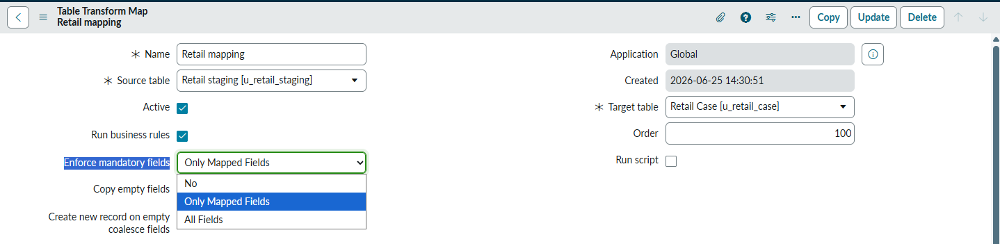 Table Transform Map
Retail mapping
Copy Update Delete
Name Retail mapping
Application Global
Source table Retail staging [u_retail_staging]
Created 2026-06-25 14:30:51
Active
Target table Retail Case [u_retail_case]
Run business rules
Order 100
Enforce mandatory fields Only Mapped Fields
Run script
No
Copy empty fields
Only Mapped Fields
All Fields
Create new record on empty
coalesce fields